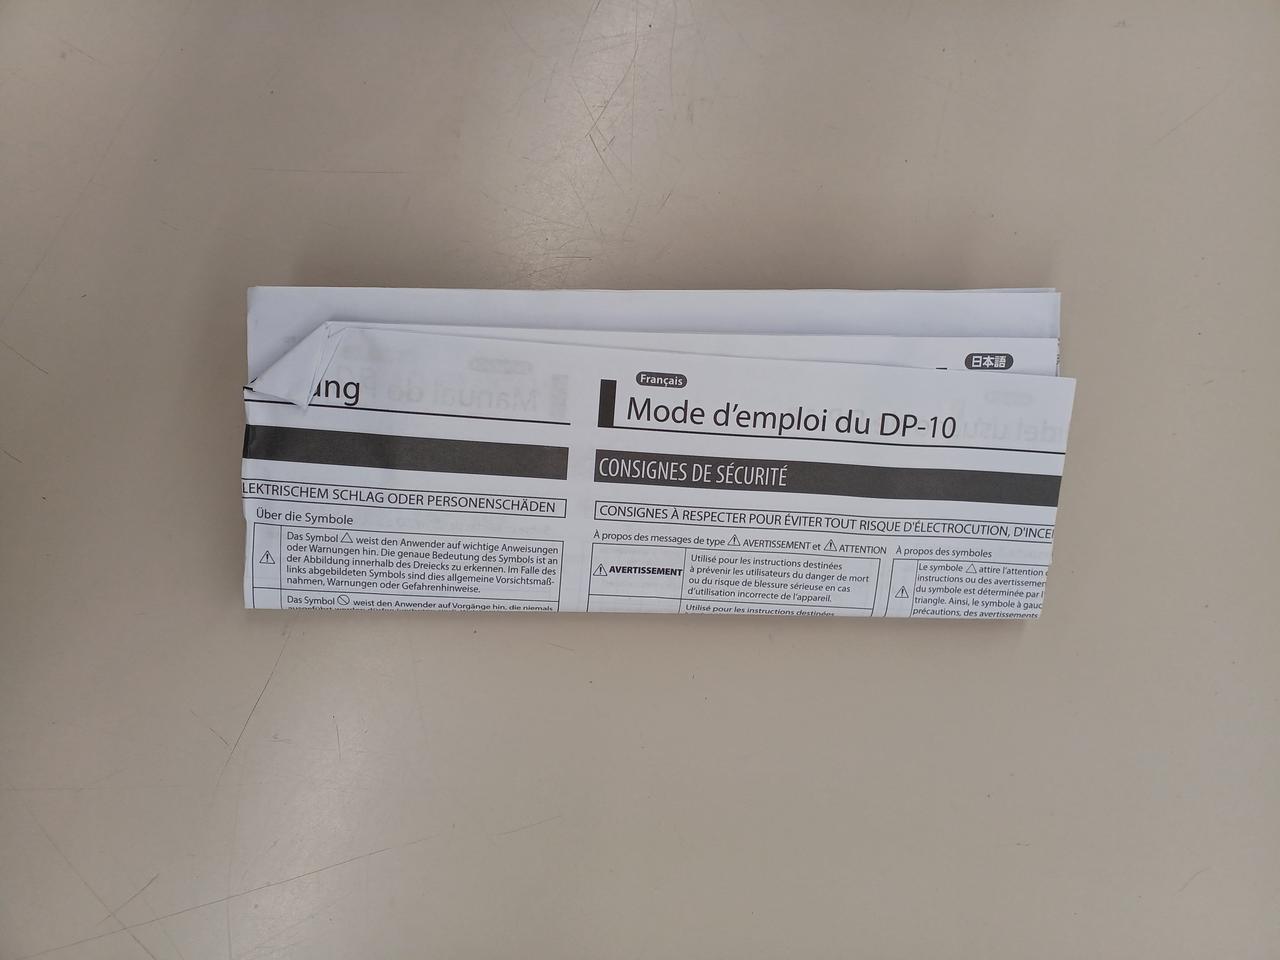 日本語
ung
LEKTRISCHEM SCHLAG ODER PERSONENSCHÄDEN
Über die Symbole
Das Symbol weist den Anwender auf wichtige Anweisungen
oder Warnungen hin. Die genaue Bedeutung des Symbols ist an
der Abbildung innerhalb des Dreiecks zu erkennen. Im Falle des
links abgebildeten Symbols sind dies allgemeine Vorsichtsmaß-
nahmen, Warnungen oder Gefahrenhinweise.
Das Symbol weist den Anwender auf Vorgänge hin, die niemals
Français
Mode d'emploi du DP-10
CONSIGNES DE SÉCURITÉ
CONSIGNES À RESPECTER POUR ÉVITER TOUT RISQUE D'ÉLECTROCUTION, D'INCE
À propos des messages de type AVERTISSEMENT et ATTENTION
AVERTISSEMENT
Utilisé pour les instructions destinées
à prévenir les utilisateurs du danger de mort
ou du risque de blessure sérieuse en cas
d'utilisation incorrecte de l'appareil.
Utilisé pour les instructions destinées
À propos des symboles
Le symbole attire l'attention
instructions ou des avertissemen
du symbole est déterminée par l
triangle. Ainsi, le symbole à gauc
précautions, des avertissements